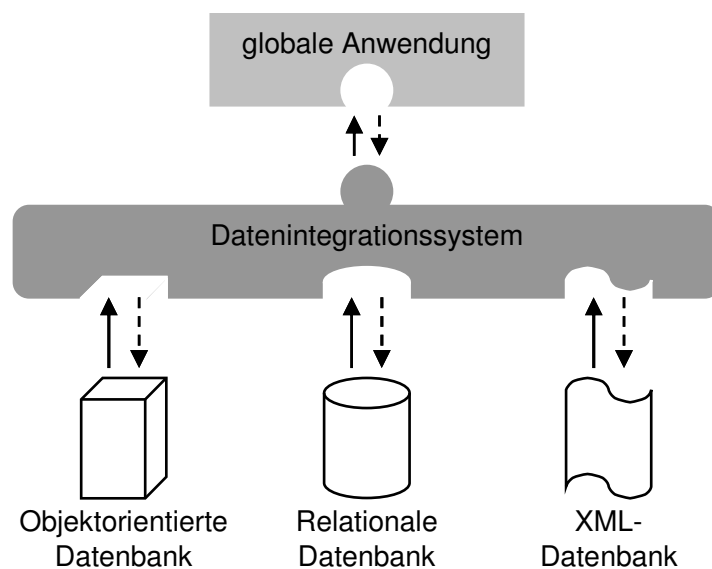 globale Anwendung
Datenintegrationssystem
Objektorientierte
Datenbank
Relationale
Datenbank
XML-
Datenbank